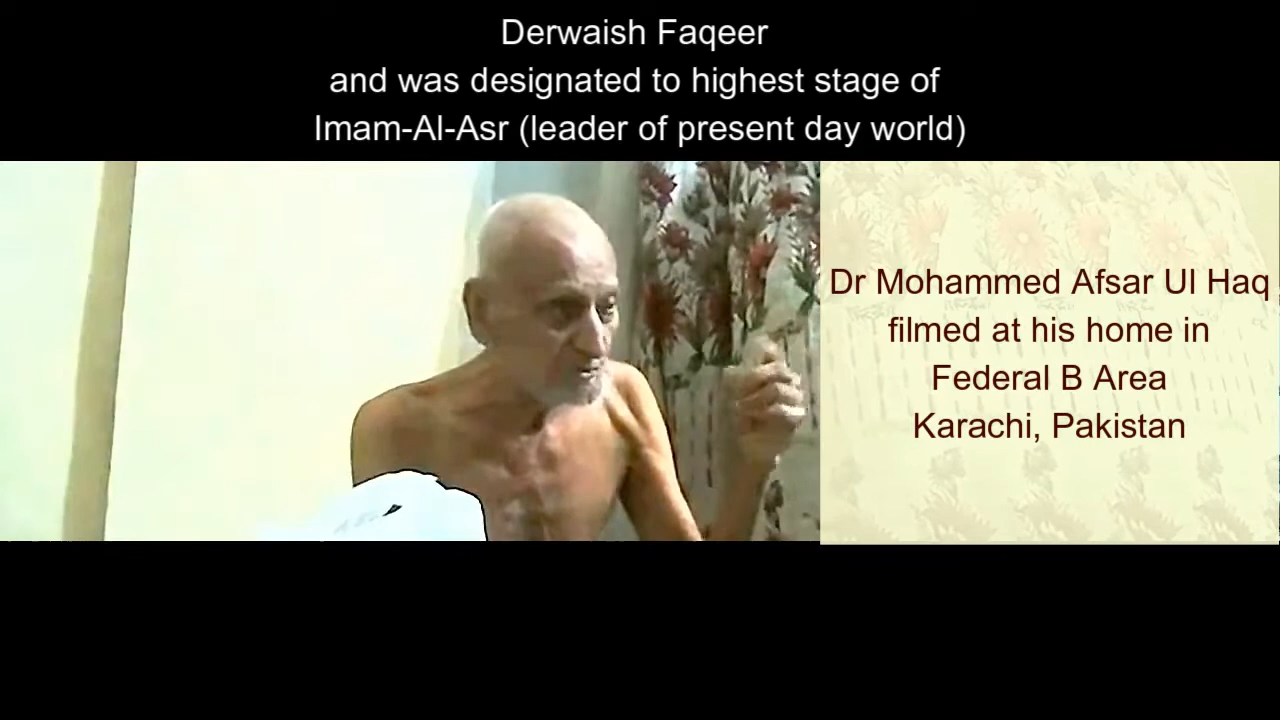 Derwaish Faqeer
and was designated to highest stage of
Imam-Al-Asr (leader of present day world)
Dr Mohammed Afsar Ul Haq
filmed at his home in
Federal B Area
Karachi, Pakistan